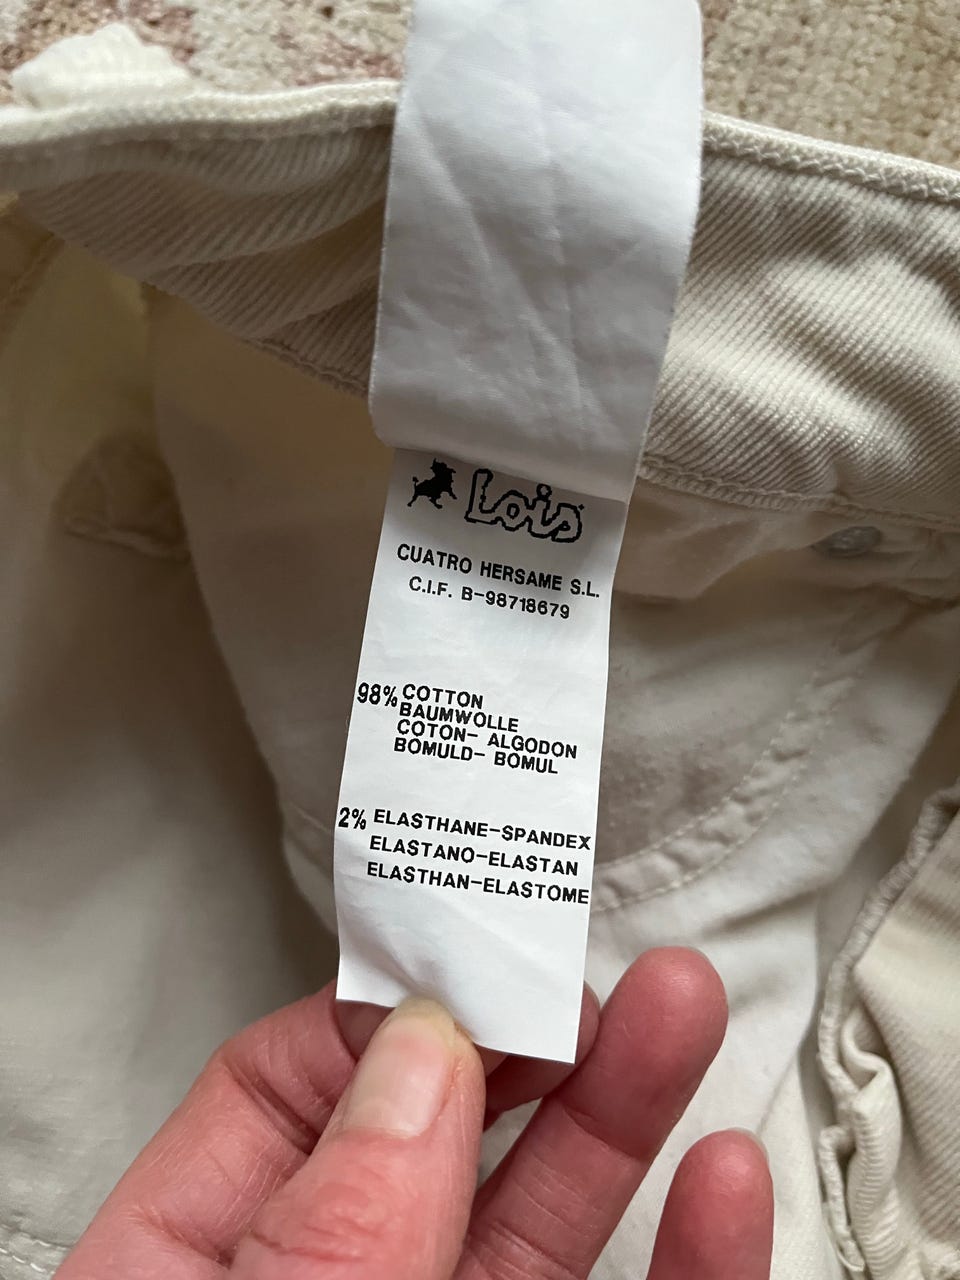 Lois
CUATRO HERSAME S.L.
C.I.F. B-98718679
98% COTTON
BAUMWOLLE
COTON- ALGODON
BOMULD- BOMUL
2% ELASTHANE-SPANDEX
ELASTANO-ELASTAN
ELASTHAN-ELASTOME